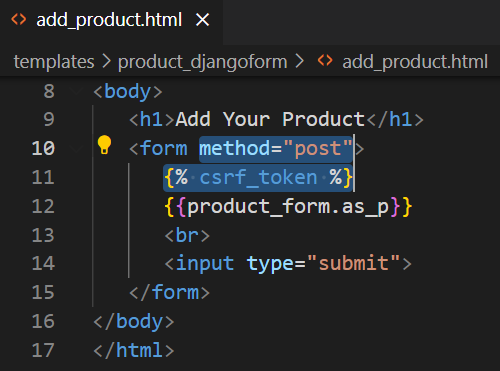 <> add_product.html ×
templates > product_djangoform > <> add_product.html
8 <body>
9 <h1>Add Your Product</h1>
10 <form method="post">
11 {% csrf_token %}
12 {{product_form.as_p}}
13 <br>
14 <input type="submit">
15 </form>
16 </body>
17 </html>